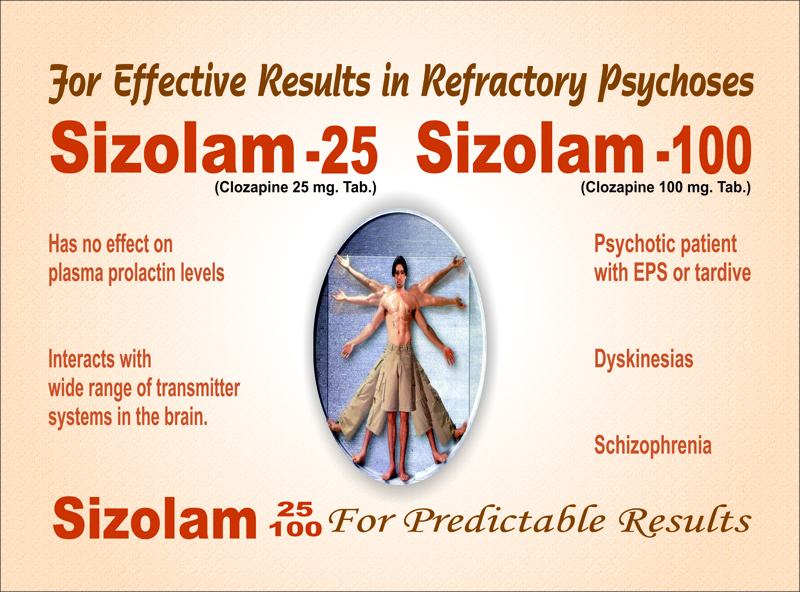 For Effective Results in Refractory Psychoses
Sizolam -25 Sizolam -100
(Clozapine 25 mg. Tab.) (Clozapine 100 mg. Tab.)
Has no effect on
plasma prolactin levels
Interacts with
wide range of transmitter
systems in the brain.
Psychotic patient
with EPS or tardive
Dyskinesias
Schizophrenia
Sizolam 25 100 For Predictable Results